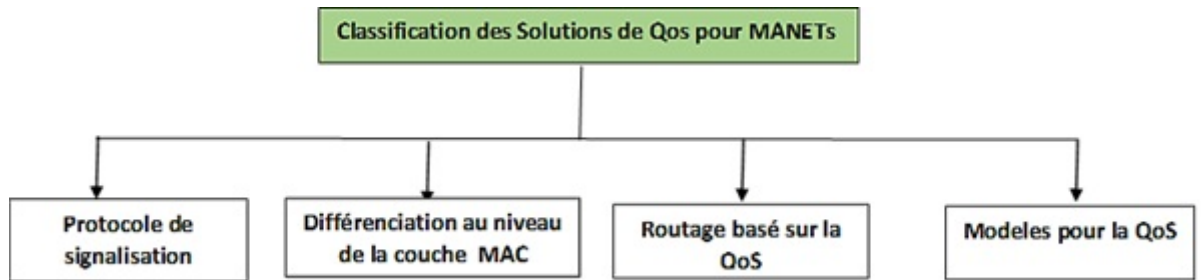 Classification des Solutions de Qos pour MANETs
Protocole de
signalisation
Différenciation au niveau
de la couche MAC
Routage basé sur la
QoS
Modeles pour la QoS